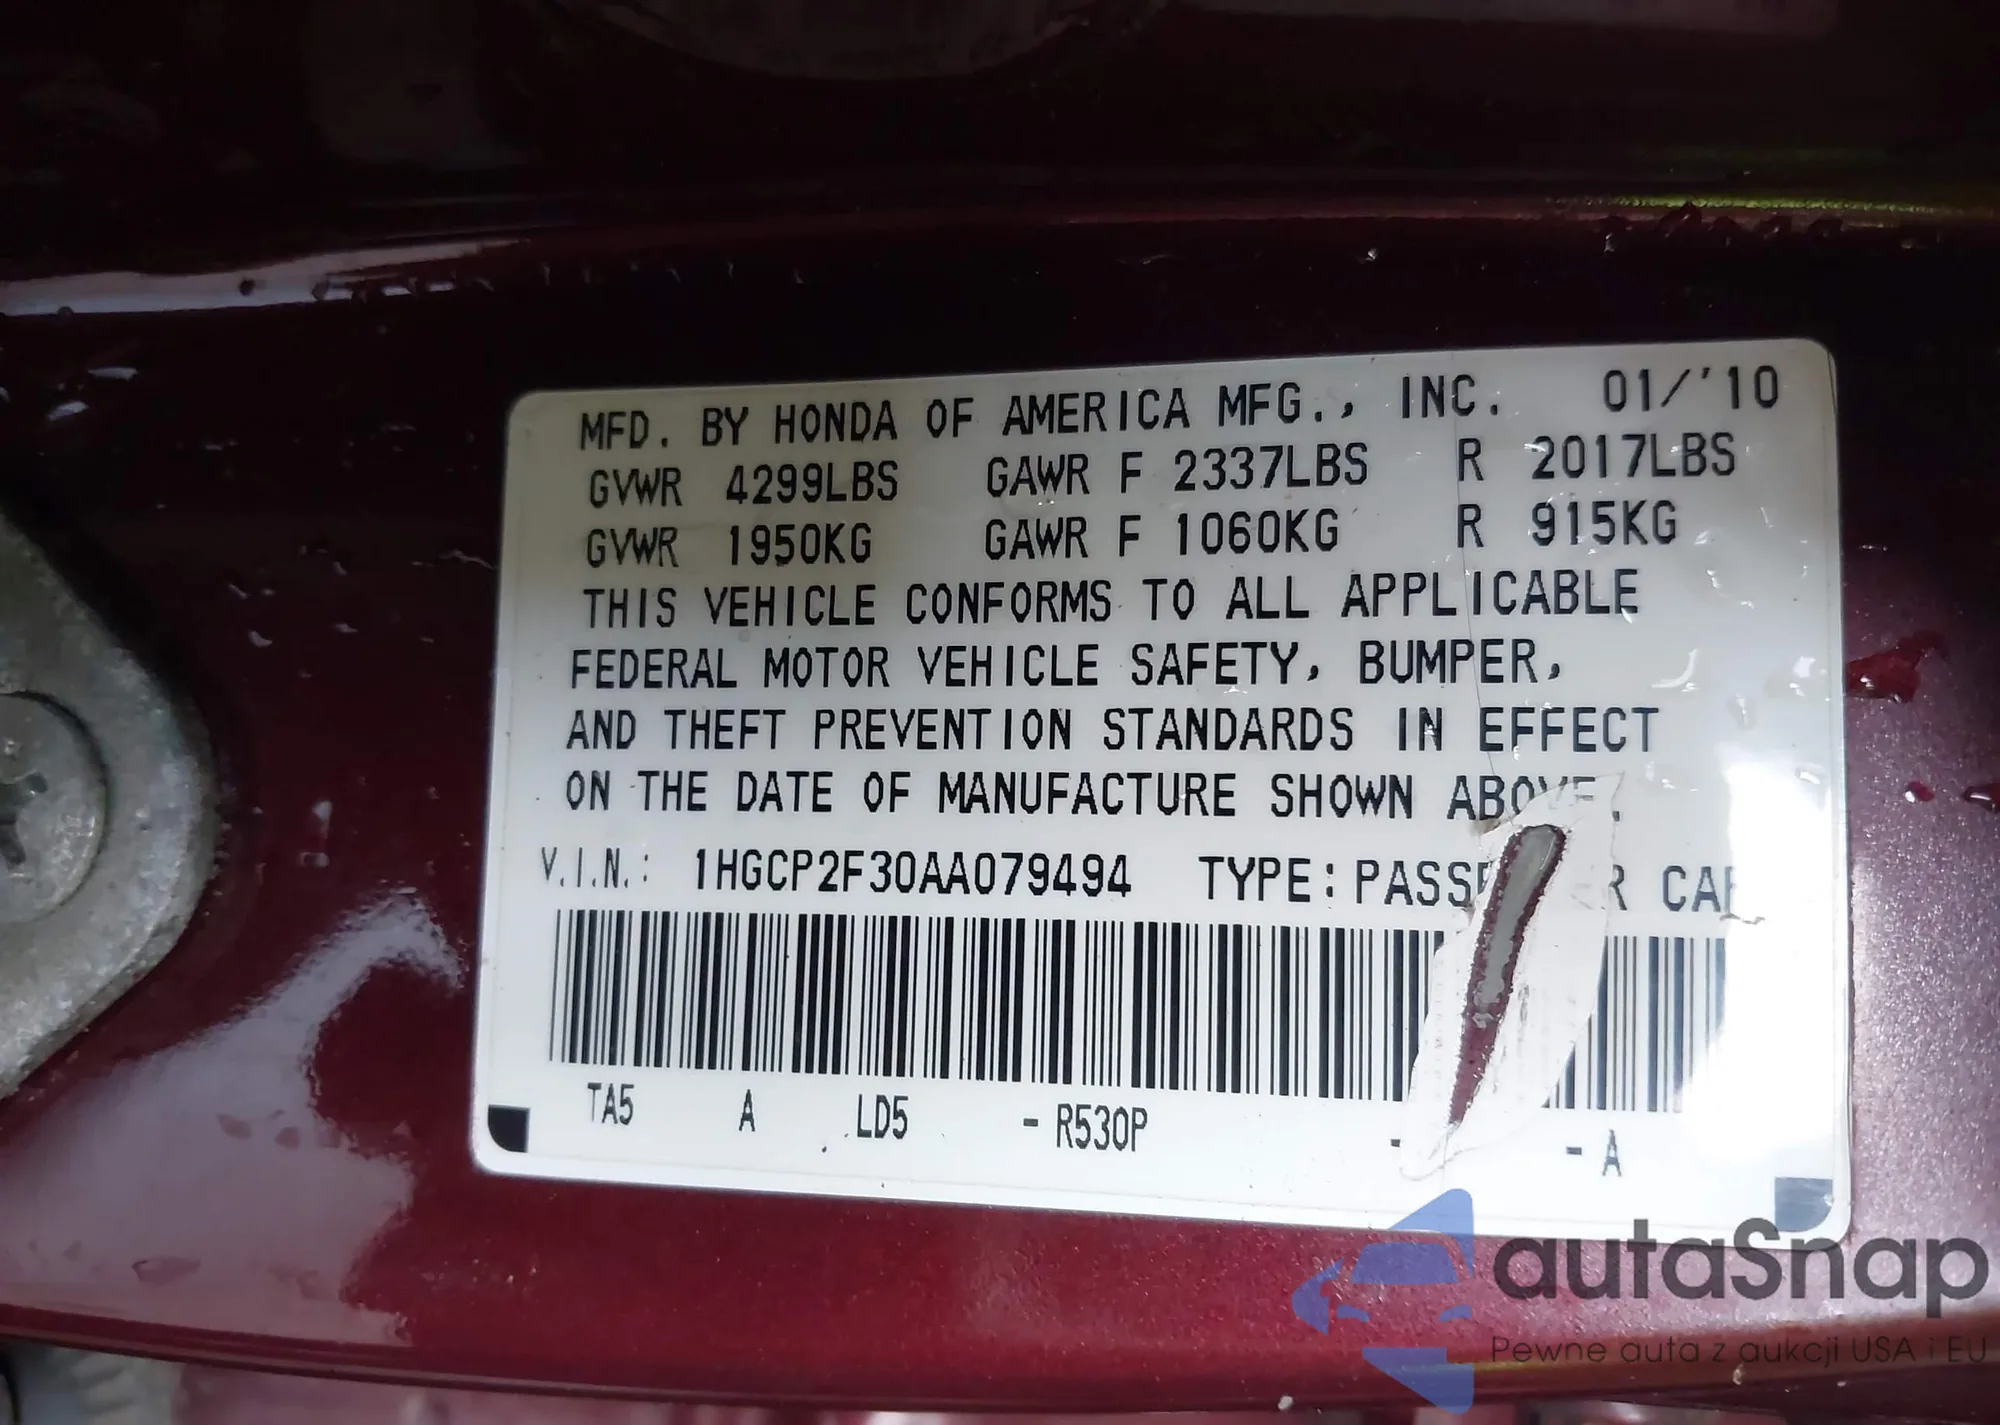 MFD. BY HONDA OF AMERICA MFG., INC. 01/'10
GVWR 4299LBS GAWR F 2337LBS R 2017LBS
GVWR 1950KG GAWR F 1060KG R 915KG
THIS VEHICLE CONFORMS TO ALL APPLICABLE
FEDERAL MOTOR VEHICLE SAFETY, BUMPER,
AND THEFT PREVENTION STANDARDS IN EFFECT
ON THE DATE OF MANUFACTURE SHOWN ABOVE.
V.I.N.: 1HGCP2F30AA079494 TYPE: CAR
TA5 A LD5 - R530P - - A
autaSnap
Pewne auta z aukcji USA i EU